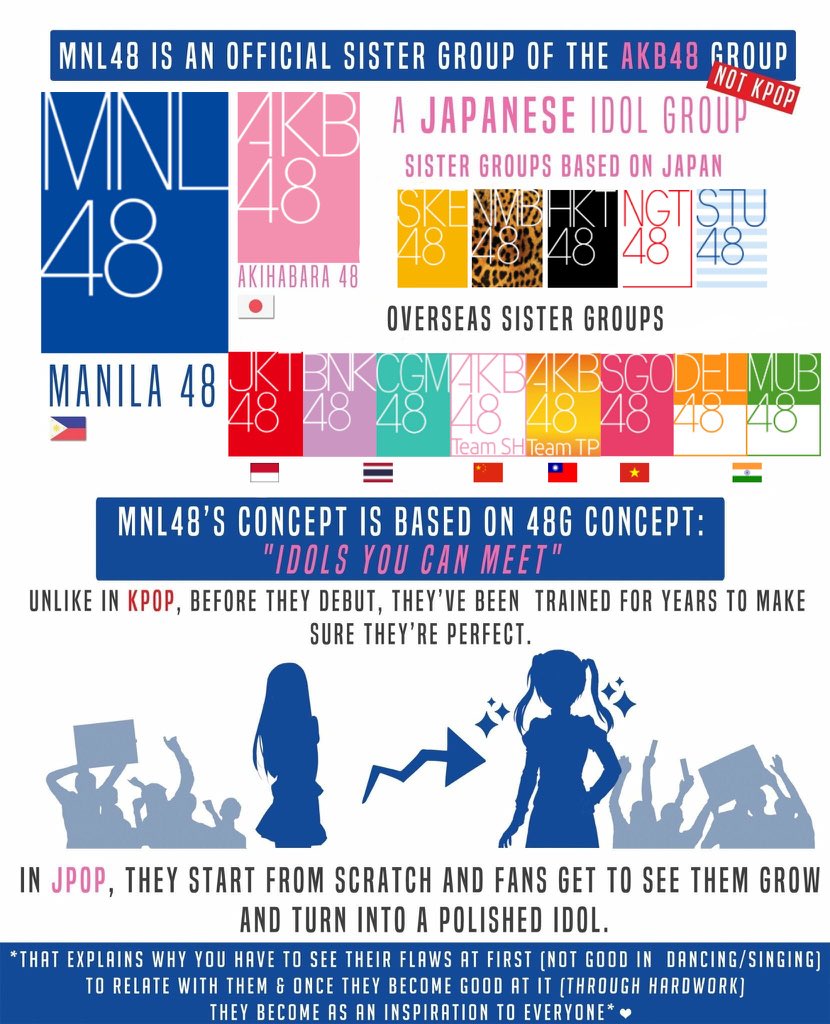 MNL48 IS AN OFFICIAL SISTER GROUP OF THE AKB48 GROUP
NOT KPOP
MNL
48
AKB
48
A JAPANESE IDOL GROUP
SISTER GROUPS BASED ON JAPAN
SKE
48
NMB
48
HKT
48
NGT
48
STU
48
AKIHABARA 48
OVERSEAS SISTER GROUPS
MANILA 48
JKT
48
BNK
48
CGM
48
AKB
48
Team SH
AKB
48
Team TP
SGO
48
DEL
48
MUB
48
MNL48'S CONCEPT IS BASED ON 48G CONCEPT:
"IDOLS YOU CAN MEET"
UNLIKE IN KPOP, BEFORE THEY DEBUT, THEY'VE BEEN TRAINED FOR YEARS TO MAKE
SURE THEY'RE PERFECT.
IN JPOP, THEY START FROM SCRATCH AND FANS GET TO SEE THEM GROW
AND TURN INTO A POLISHED IDOL.
*THAT EXPLAINS WHY YOU HAVE TO SEE THEIR FLAWS AT FIRST (NOT GOOD IN DANCING/SINGING)
TO RELATE WITH THEM & ONCE THEY BECOME GOOD AT IT (THROUGH HARDWORK)
THEY BECOME AS AN INSPIRATION TO EVERYONE* ❤